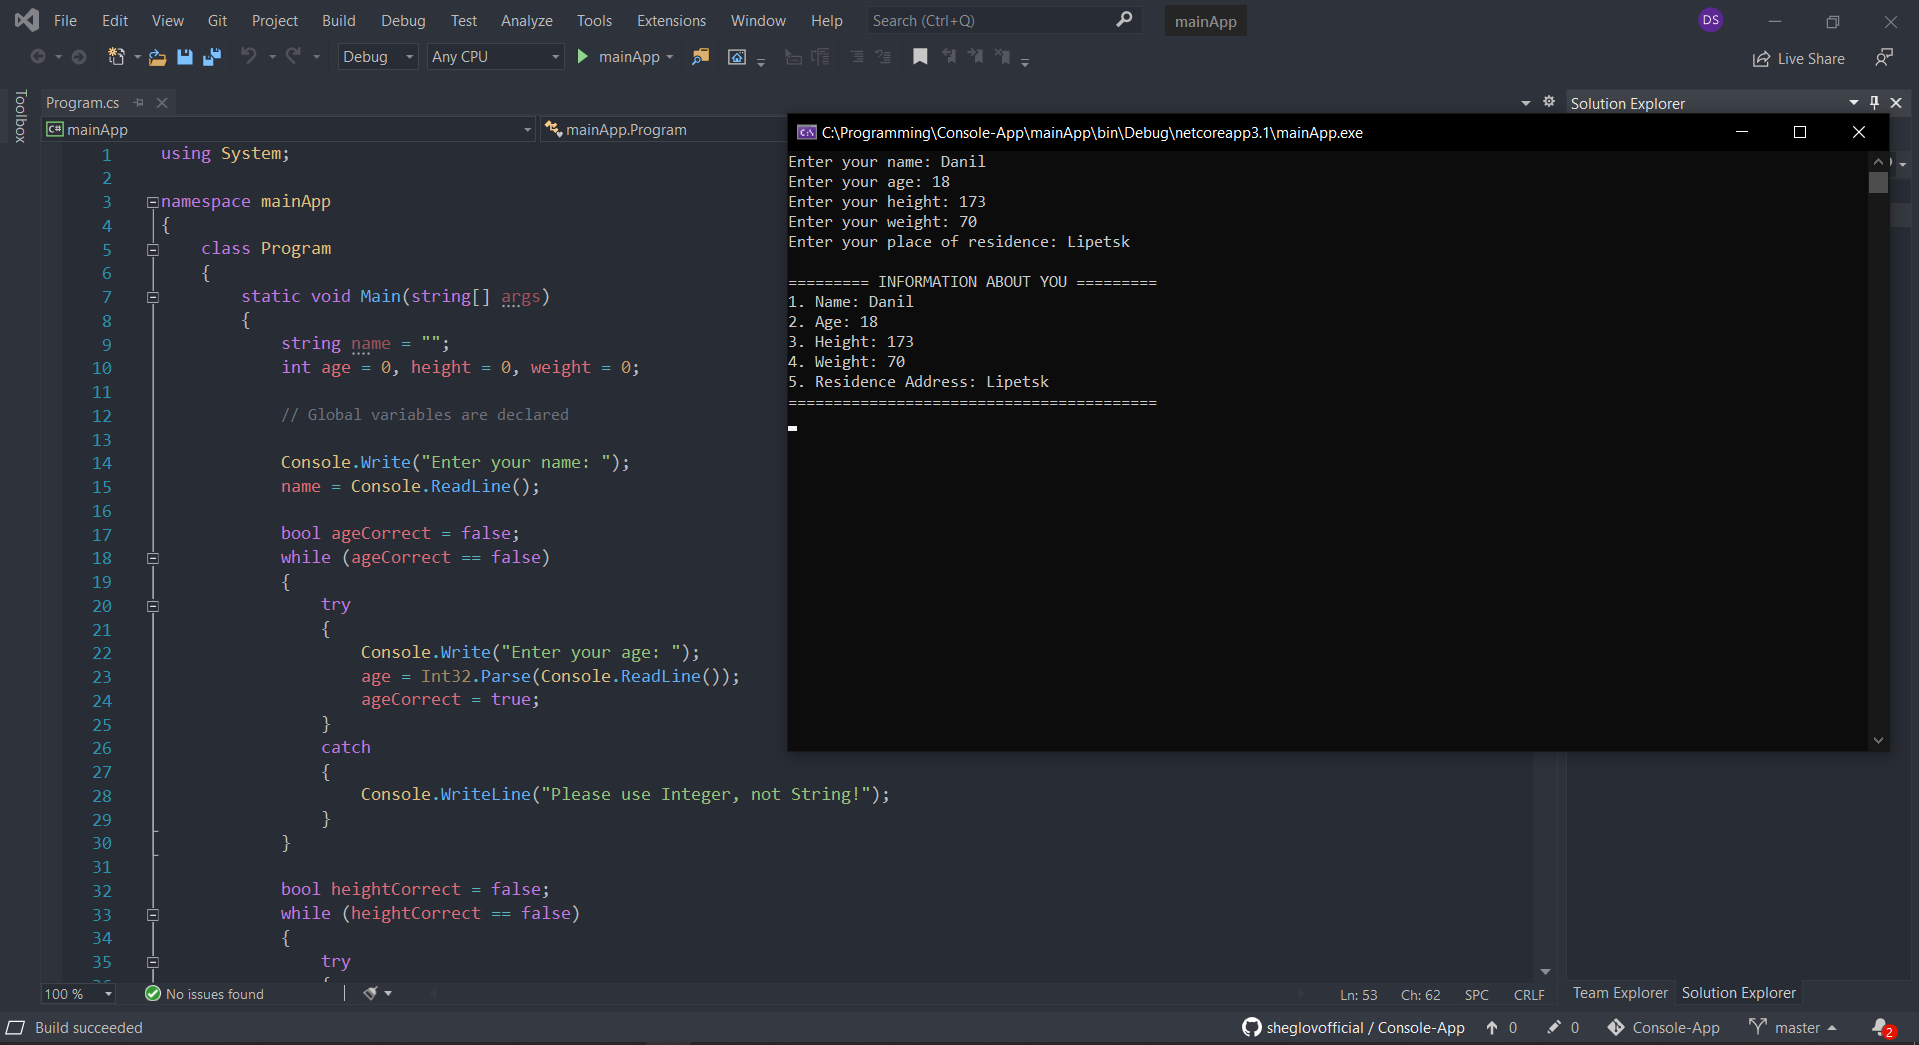 File Edit View Git Project Build Debug Test Analyze Tools Extensions Window Help Search (Ctrl+Q) mainApp DS
Debug Any CPU mainApp Live Share
Toolbox
Program.cs
Solution Explorer
C# mainApp
mainApp.Program
1 using System;
2
3 namespace mainApp
4 {
5 class Program
6 {
7 static void Main(string[] args)
8 {
9 string name = "";
10 int age = 0, height = 0, weight = 0;
11
12 // Global variables are declared
13
14 Console.Write("Enter your name: ");
15 name = Console.ReadLine();
16
17 bool ageCorrect = false;
18 while (ageCorrect == false)
19 {
20 try
21 {
22 Console.Write("Enter your age: ");
23 age = Int32.Parse(Console.ReadLine());
24 ageCorrect = true;
25 }
26 catch
27 {
28 Console.WriteLine("Please use Integer, not String!");
29 }
30 }
31
32 bool heightCorrect = false;
33 while (heightCorrect == false)
34 {
35 try
C:\Programming\Console-App\mainApp\bin\Debug\netcoreapp3.1\mainApp.exe
Enter your name: Danil
Enter your age: 18
Enter your height: 173
Enter your weight: 70
Enter your place of residence: Lipetsk
========= INFORMATION ABOUT YOU =========
1. Name: Danil
2. Age: 18
3. Height: 173
4. Weight: 70
5. Residence Address: Lipetsk
=========================================
100 % No issues found Ln: 53 Ch: 62 SPC CRLF
Team Explorer Solution Explorer
Build succeeded sheglovofficial / Console-App 0 0 Console-App master 2